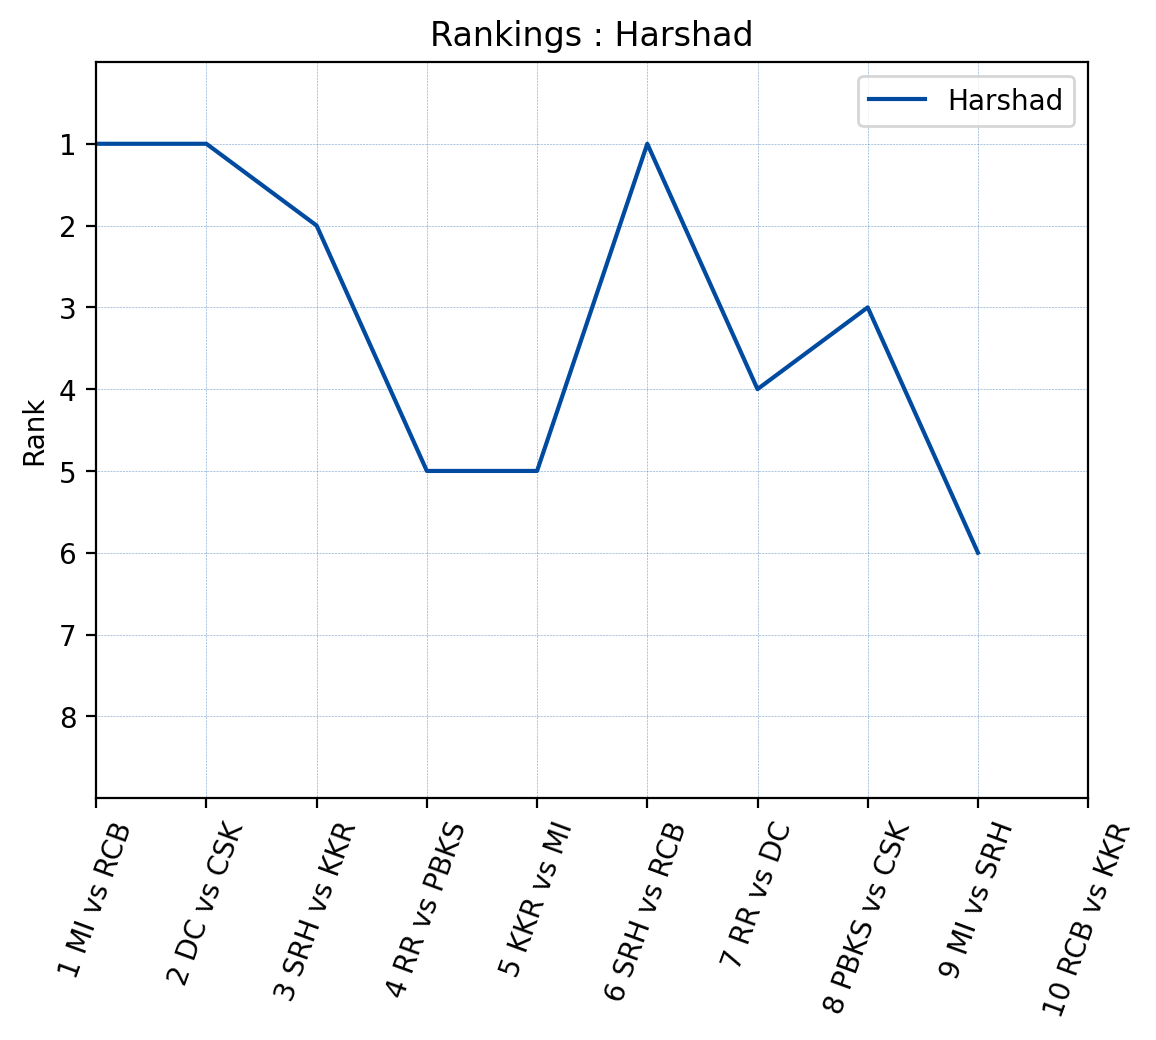 Rankings : Harshad
Harshad
Rank
1
2
3
4
5
6
7
8
1 MI vs RCB
2 DC vs CSK
3 SRH vs KKR
4 RR vs PBKS
5 KKR vs MI
6 SRH vs RCB
7 RR vs DC
8 PBKS vs CSK
9 MI vs SRH
10 RCB vs KKR